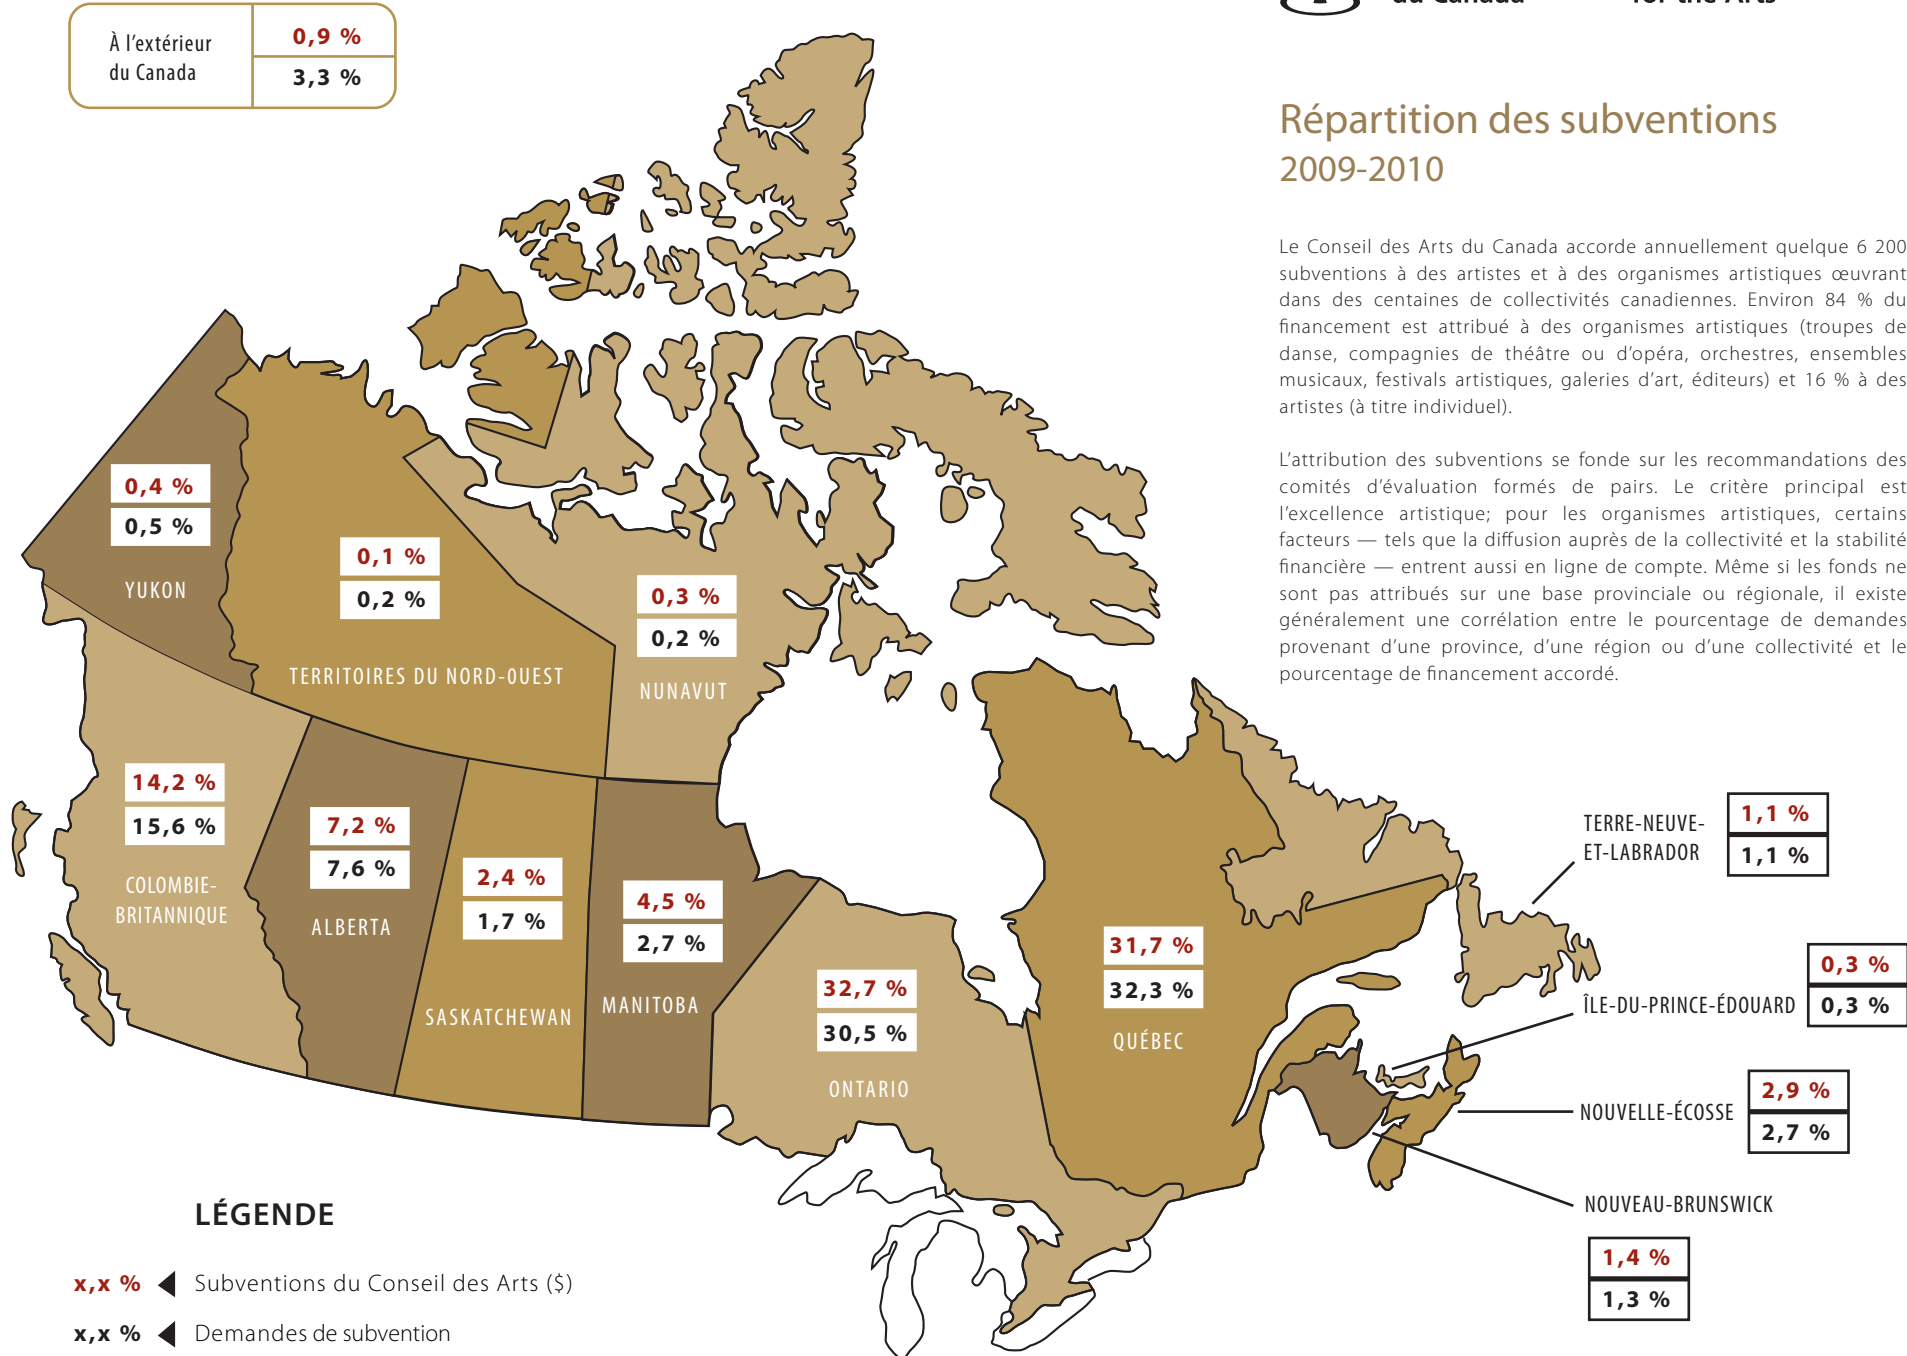 du Canada
for the Arts
À l'extérieur
du Canada
0,9 %
3,3 %
Répartition des subventions
2009-2010
Le Conseil des Arts du Canada accorde annuellement quelque 6 200
subventions à des artistes et à des organismes artistiques œuvrant
dans des centaines de collectivités canadiennes. Environ 84 % du
financement est attribué à des organismes artistiques (troupes de
danse, compagnies de théâtre ou d'opéra, orchestres, ensembles
musicaux, festivals artistiques, galeries d'art, éditeurs) et 16 % à des
artistes (à titre individuel).
L'attribution des subventions se fonde sur les recommandations des
comités d'évaluation formés de pairs. Le critère principal est
l'excellence artistique; pour les organismes artistiques, certains
facteurs — tels que la diffusion auprès de la collectivité et la stabilité
financière — entrent aussi en ligne de compte. Même si les fonds ne
sont pas attribués sur une base provinciale ou régionale, il existe
généralement une corrélation entre le pourcentage de demandes
provenant d'une province, d'une région ou d'une collectivité et le
pourcentage de financement accordé.
0,4 %
0,5 %
YUKON
0,1 %
0,2 %
TERRITOIRES DU NORD-OUEST
0,3 %
0,2 %
NUNAVUT
14,2 %
15,6 %
COLOMBIE-
BRITANNIQUE
7,2 %
7,6 %
ALBERTA
2,4 %
1,7 %
SASKATCHEWAN
4,5 %
2,7 %
MANITOBA
32,7 %
30,5 %
ONTARIO
31,7 %
32,3 %
QUÉBEC
TERRE-NEUVE-
ET-LABRADOR
1,1 %
1,1 %
ÎLE-DU-PRINCE-ÉDOUARD
0,3 %
0,3 %
NOUVELLE-ÉCOSSE
2,9 %
2,7 %
NOUVEAU-BRUNSWICK
1,4 %
1,3 %
LÉGENDE
x,x % Subventions du Conseil des Arts ($)
x,x % Demandes de subvention